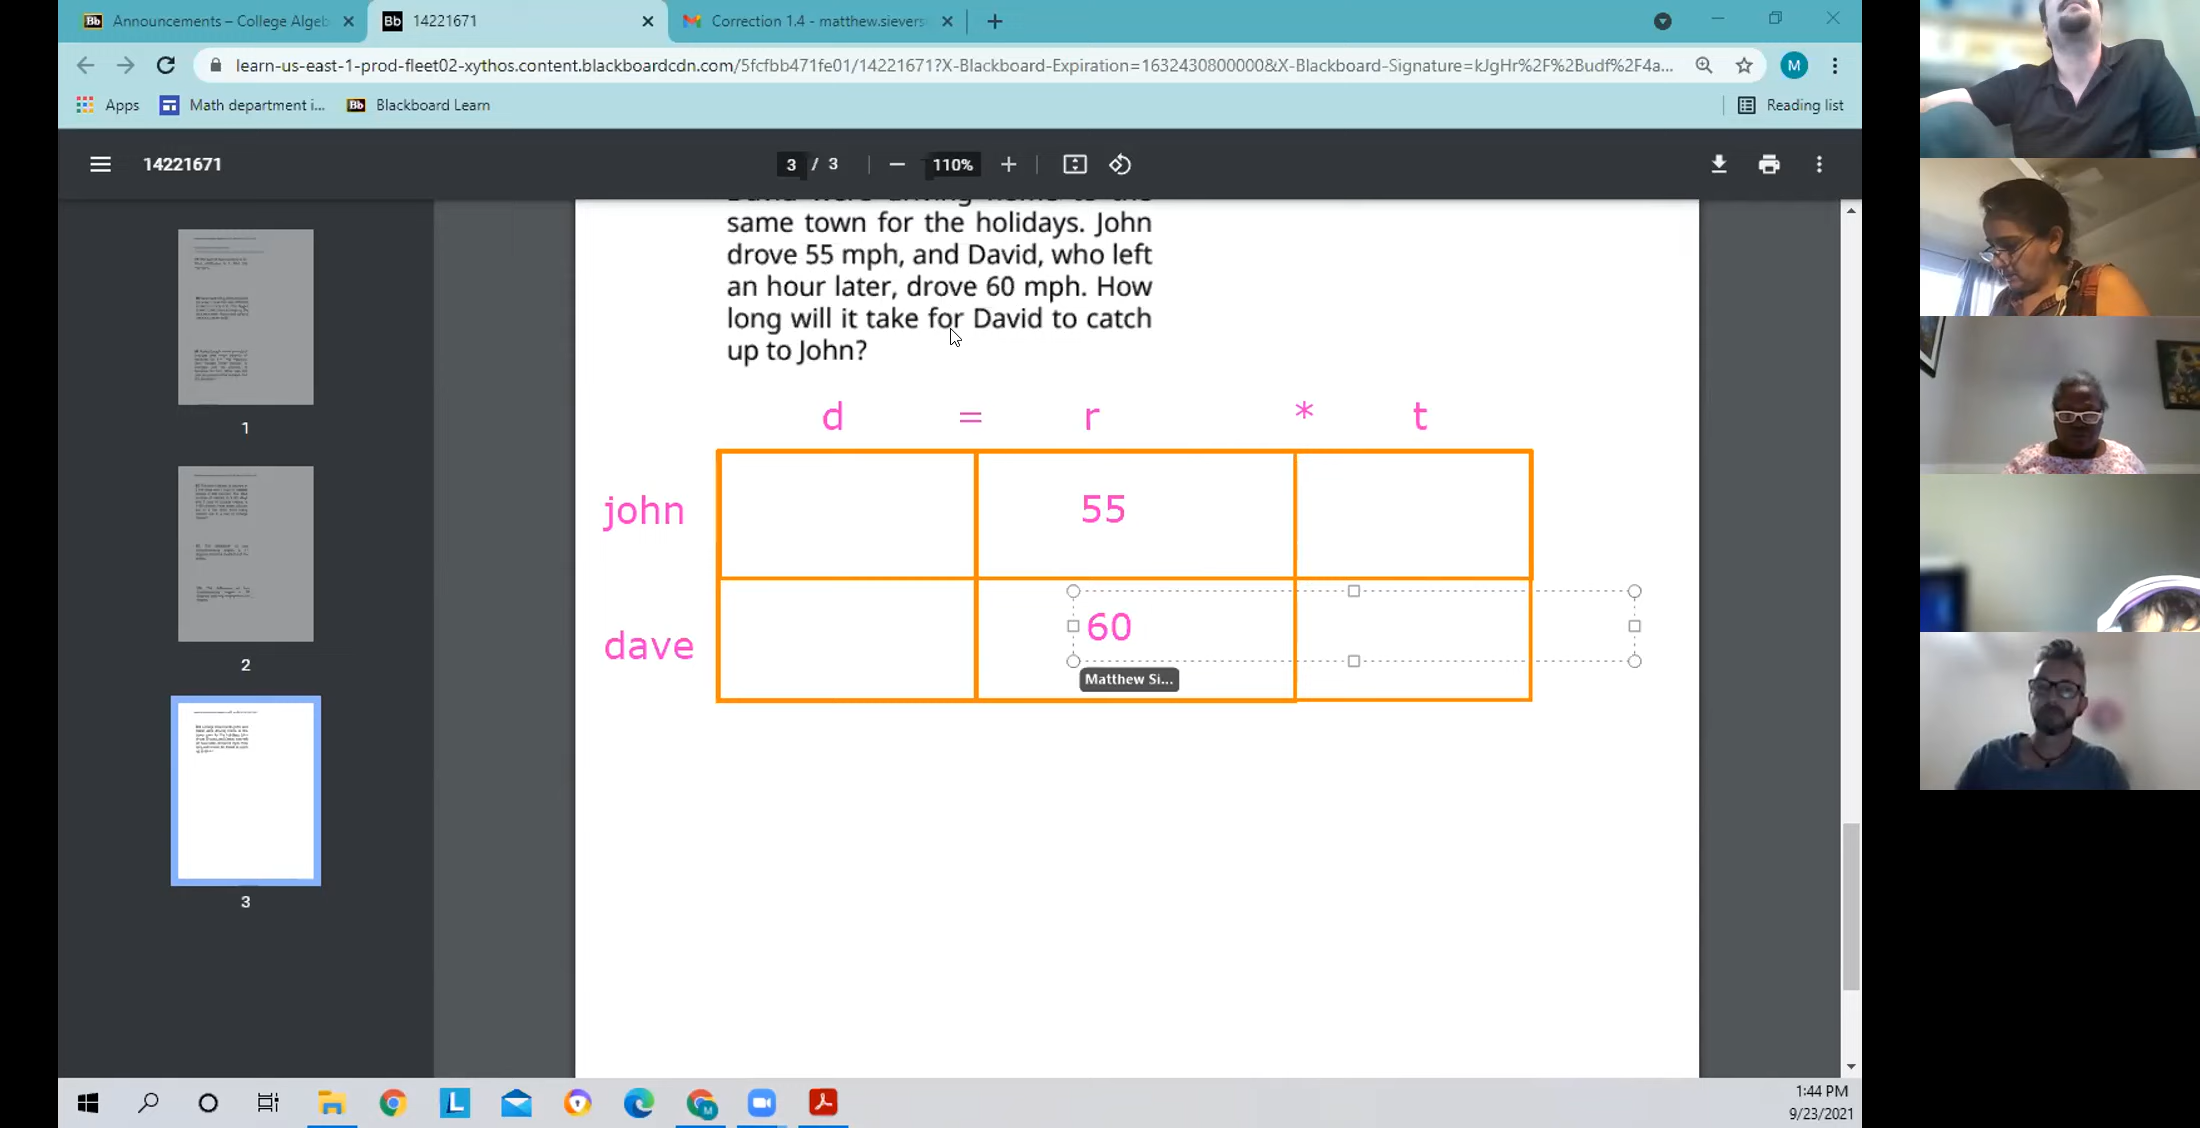 Announcements – College Algeb
14221671
Correction 1.4 - matthew.sievers
learn-us-east-1-prod-fleet02-xythos.content.blackboardcdn.com/5fcfbb471fe01/14221671?X-Blackboard-Expiration=1632430800000&X-Blackboard-Signature=kJgHr%2F%2Budf%2F4a...
M
Apps
Math department i...
Bb Blackboard Learn
Reading list
14221671
3 / 3
110%
same town for the holidays. John
drove 55 mph, and David, who left
an hour later, drove 60 mph. How
long will it take for David to catch
up to John?
d = r * t
john 55
dave 60
Matthew Si...
1
2
3
1:44 PM
9/23/2021